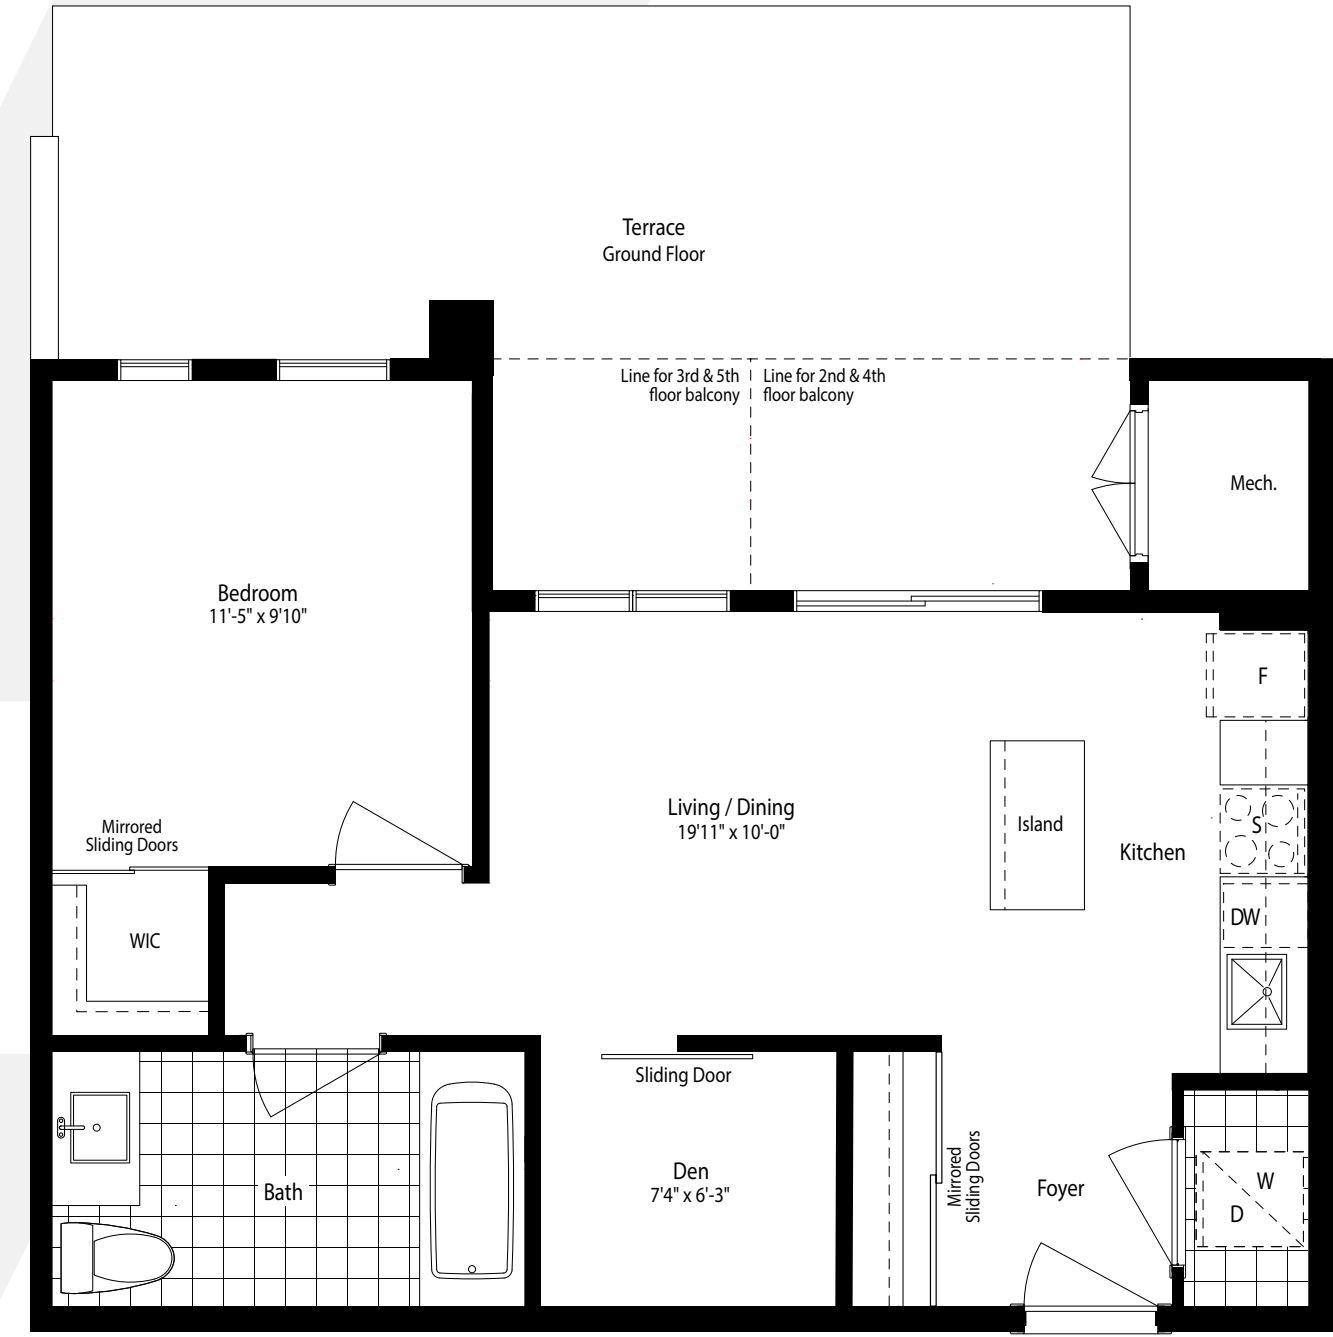 Terrace
Ground Floor
Line for 3rd & 5th
floor balcony
Line for 2nd & 4th
floor balcony
Mech.
Bedroom
11'-5" x 9'10"
F
Living / Dining
19'11" x 10'-0"
Island
S
Kitchen
Mirrored
Sliding Doors
DW
WIC
Sliding Door
Den
7'4" x 6'-3"
Mirrored
Sliding Doors
Foyer
W
D
Bath